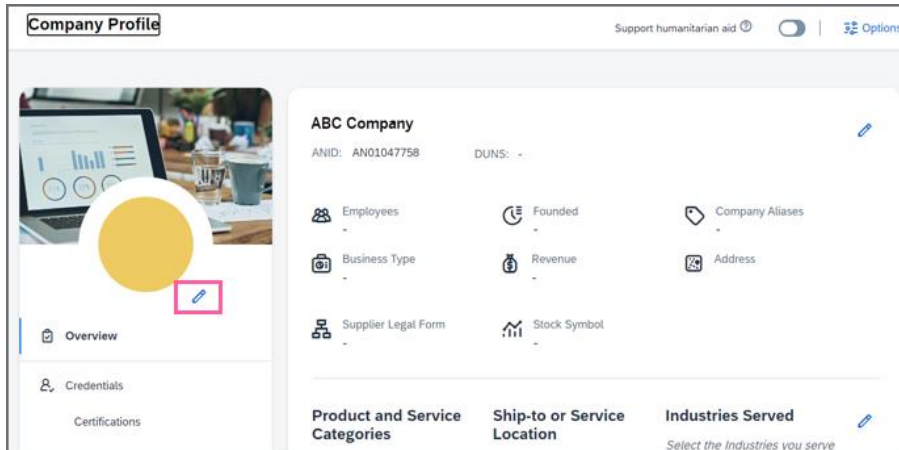 Company Profile
Support humanitarian aid ?
Options
ABC Company
ANID: AN01047758
DUNS: -
Employees
-
Founded
-
Company Aliases
-
Business Type
-
Revenue
-
Address
Supplier Legal Form
-
Stock Symbol
-
Overview
Credentials
Certifications
Product and Service
Categories
Ship-to or Service
Location
Industries Served
Select the Industries you serve